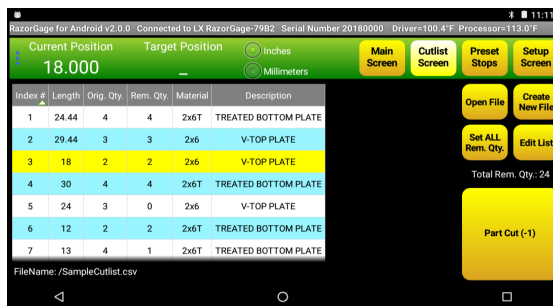 11:11
RazorGage for Android v2.0.0 Connected to LX RazorGage-79B2 Serial Number 20180000 Driver=100.4°F Processor=113.0°F
Current Position
18.000
Target Position
_
Inches
Millimeters
Main Screen
Cutlist Screen
Preset Stops
Setup Screen
Index # Length Orig. Qty. Rem. Qty. Material Description
1 24.44 4 4 2x6T TREATED BOTTOM PLATE
2 29.44 3 3 2x6 V-TOP PLATE
3 18 2 2 2x6 V-TOP PLATE
4 30 4 4 2x6T TREATED BOTTOM PLATE
5 24 3 0 2x6 V-TOP PLATE
6 12 2 2 2x6T TREATED BOTTOM PLATE
7 13 4 1 2x6T TREATED BOTTOM PLATE
FileName: /SampleCutlist.csv
Open File
Create New File
Set ALL Rem. Qty.
Edit List
Total Rem. Qty.: 24
Part Cut (-1)